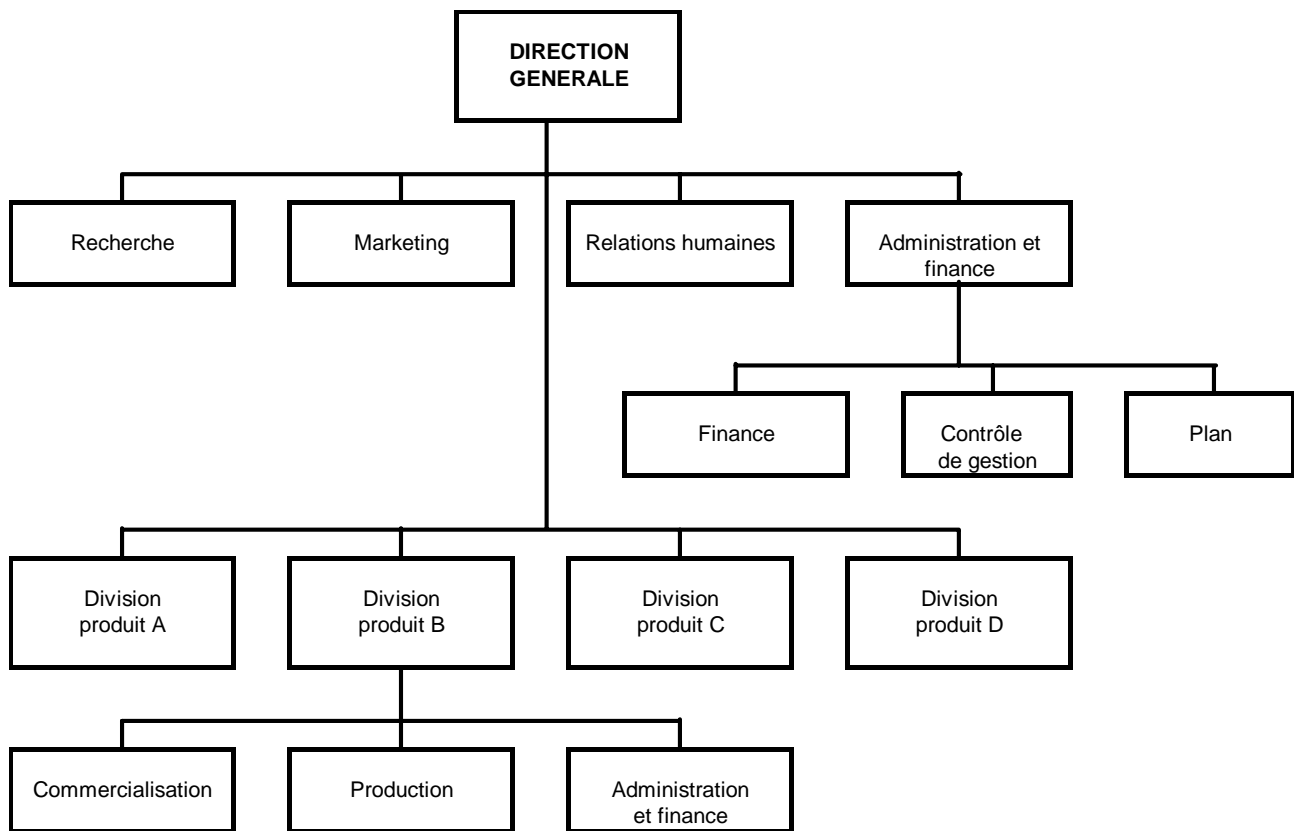 DIRECTION
GENERALE
Recherche
Marketing
Relations humaines
Administration et
finance
Finance
Contrôle
de gestion
Plan
Division
produit A
Division
produit B
Division
produit C
Division
produit D
Commercialisation
Production
Administration
et finance